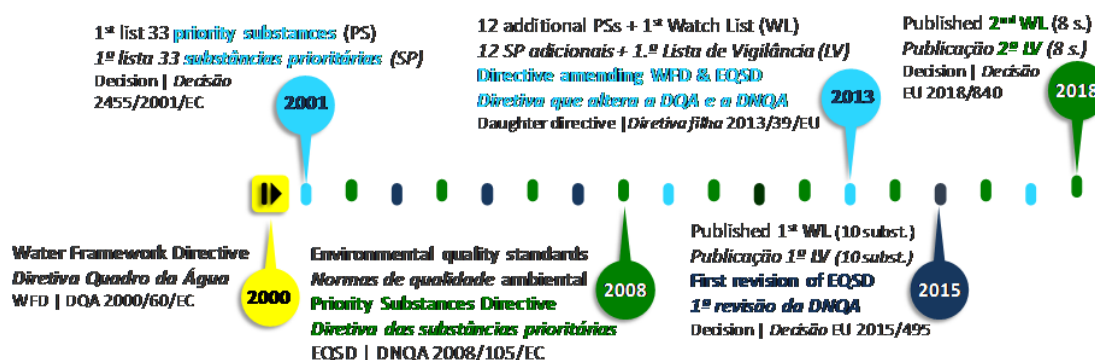 1st list 33 priority substances (PS)
1ª lista 33 substâncias prioritárias (SP)
Decision | Decisão
2455/2001/EC
2001
12 additional PSs + 1st Watch List (WL)
12 SP adicionais + 1.ª Lista de Vigilância (LV)
Directive amending WFD & EQSD
Diretiva que altera a DQA e a DNQA
Daughter directive |Diretiva filha 2013/39/EU
2013
Published 2nd WL (8 s.)
Publicação 2ª LV (8 s.)
Decision | Decisão
EU 2018/840
2018
Water Framework Directive
Diretiva Quadro da Água
WFD | DQA 2000/60/EC
2000
Environmental quality standards
Normas de qualidade ambiental
Priority Substances Directive
Diretiva das substâncias prioritárias
EQSD | DNQA 2008/105/EC
2008
Published 1st WL (10 subst.)
Publicação 1ª LV (10 subst.)
First revision of EQSD
1ª revisão da DNQA
Decision | Decisão EU 2015/495
2015